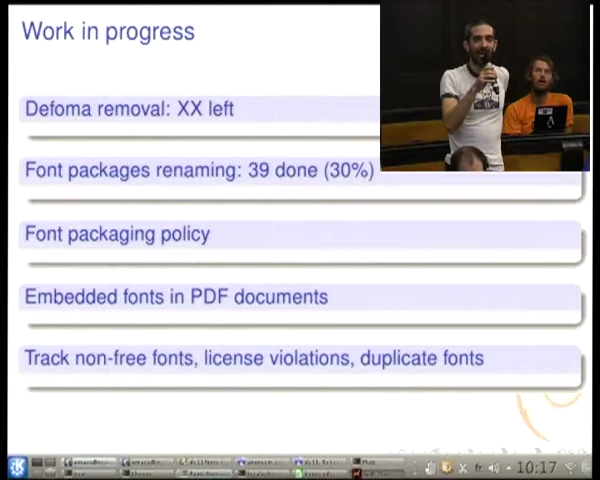 Work in progress
Defoma removal: XX left
Font packages renaming: 39 done (30%)
Font packaging policy
Embedded fonts in PDF documents
Track non-free fonts, license violations, duplicate fonts
fr
10:17